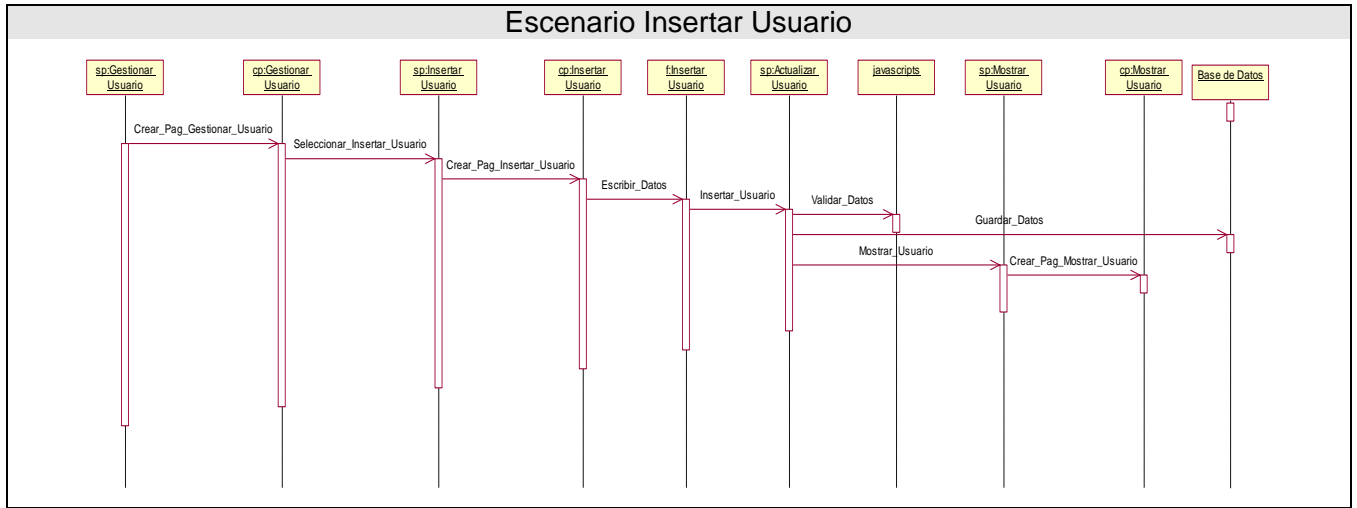 Escenario Insertar Usuario
sp:Gestionar
Usuario
cp:Gestionar
Usuario
sp:Insertar
Usuario
cp:Insertar
Usuario
f:Insertar
Usuario
sp:Actualizar
Usuario
javascripts
sp:Mostrar
Usuario
cp:Mostrar
Usuario
Base de Datos
Crear_Pag_Gestionar_Usuario
Seleccionar_Insertar_Usuario
Crear_Pag_Insertar_Usuario
Escribir_Datos
Insertar_Usuario
Validar_Datos
Guardar_Datos
Mostrar_Usuario
Crear_Pag_Mostrar_Usuario